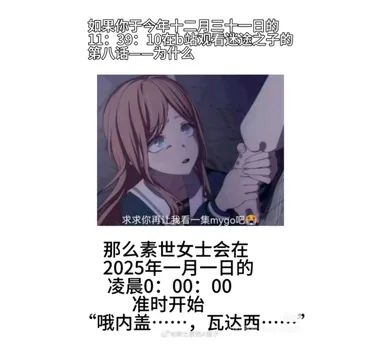 如果你于今年十二月三十一日的
11：39：10在b站观看迷途之子的
第八话——为什么
求求你再让我看一集mygo吧😭
那么素世女士会在
2025年一月一日的
凌晨0：00：00
准时开始
“哦内盖……，瓦达西……”